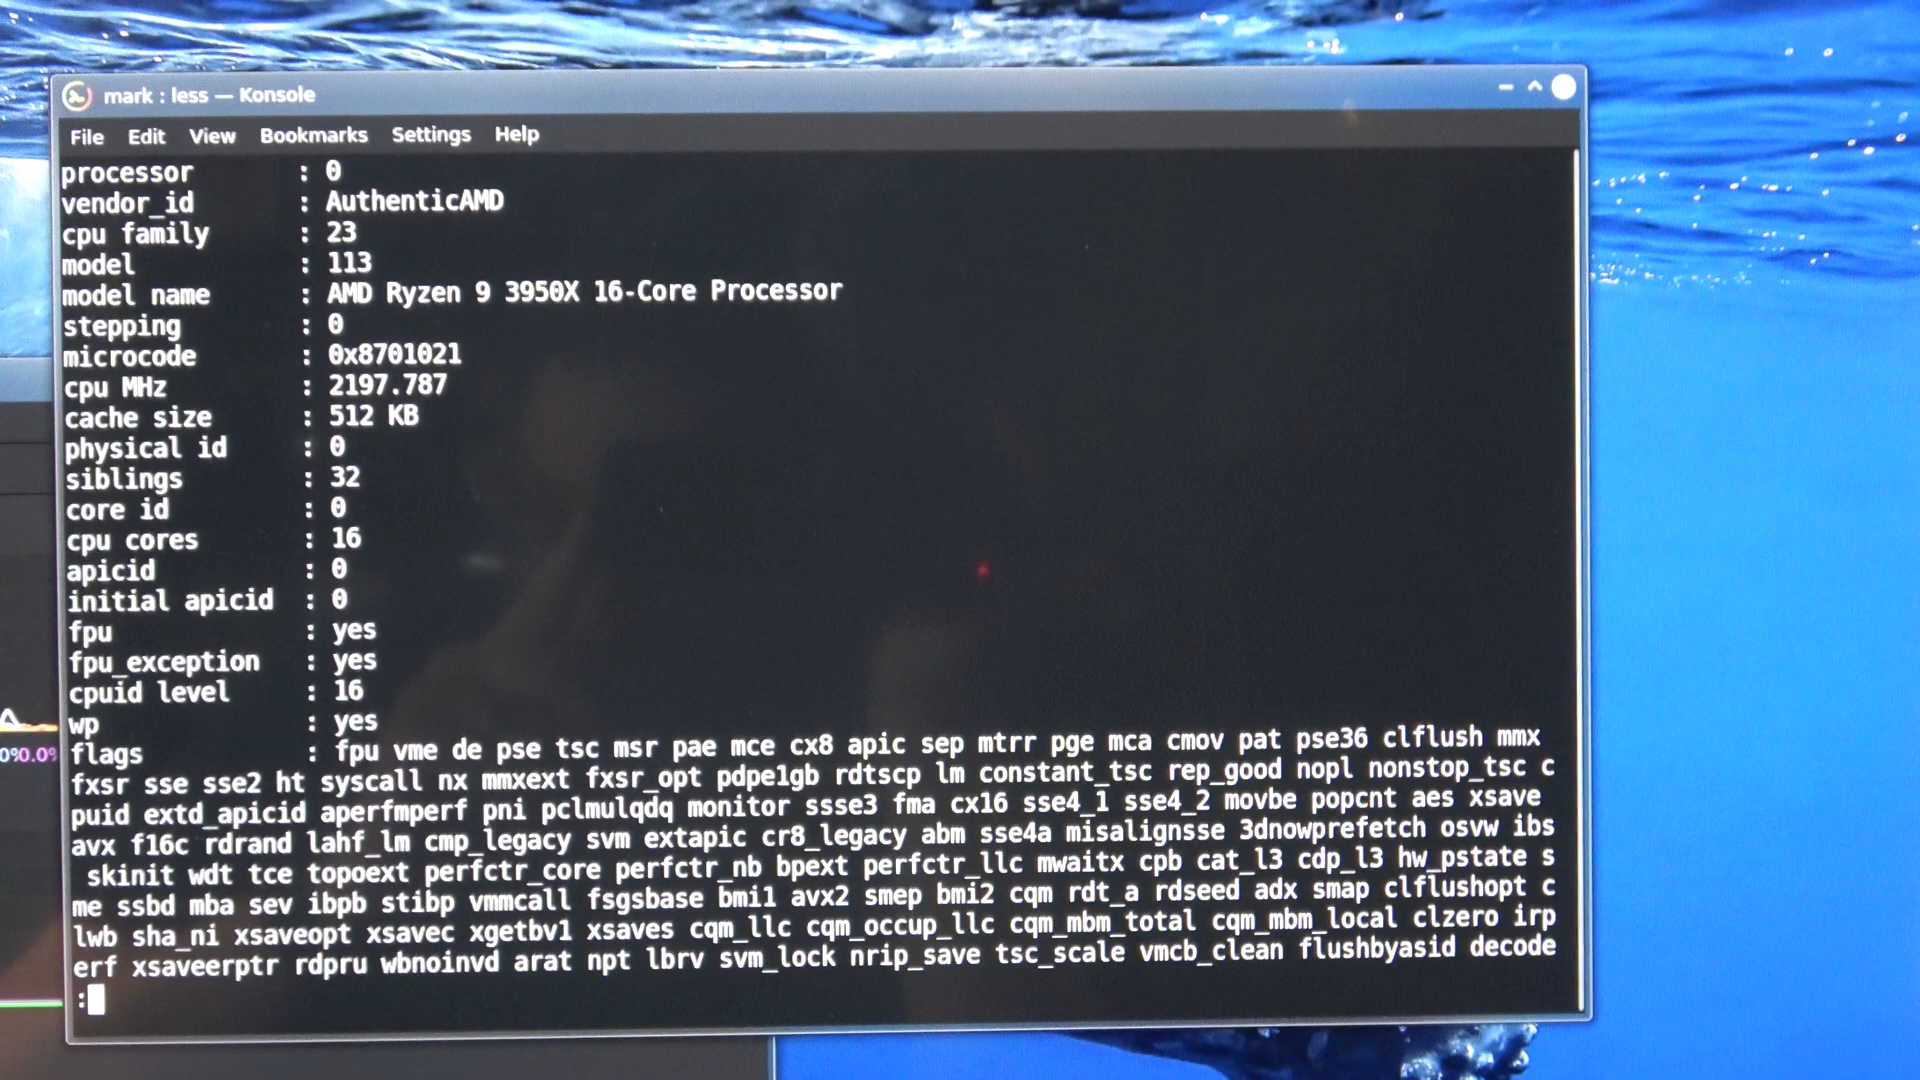 mark : less — Konsole
File Edit View Bookmarks Settings Help
processor : 0
vendor_id : AuthenticAMD
cpu family : 23
model : 113
model name : AMD Ryzen 9 3950X 16-Core Processor
stepping : 0
microcode : 0x8701021
cpu MHz : 2197.787
cache size : 512 KB
physical id : 0
siblings : 32
core id : 0
cpu cores : 16
apicid : 0
initial apicid : 0
fpu : yes
fpu_exception : yes
cpuid level : 16
wp : yes
flags : fpu vme de pse tsc msr pae mce cx8 apic sep mtrr pge mca cmov pat pse36 clflush mmx
fxsr sse sse2 ht syscall nx mmxext fxsr_opt pdpe1gb rdtscp lm constant_tsc rep_good nopl nonstop_tsc c
puid extd_apicid aperfmperf pni pclmulqdq monitor ssse3 fma cx16 sse4_1 sse4_2 movbe popcnt aes xsave
avx f16c rdrand lahf_lm cmp_legacy svm extapic cr8_legacy abm sse4a misalignsse 3dnowprefetch osvw ibs
skinit wdt tce topoext perfctr_core perfctr_nb bpext perfctr_llc mwaitx cpb cat_l3 cdp_l3 hw_pstate s
me ssbd mba sev ibpb stibp vmmcall fsgsbase bmi1 avx2 smep bmi2 cqm rdt_a rdseed adx smap clflushopt c
lwb sha_ni xsaveopt xsavec xgetbv1 xsaves cqm_llc cqm_occup_llc cqm_mbm_total cqm_mbm_local clzero irp
erf xsaveerptr rdpru wbnoinvd arat npt lbrv svm_lock nrip_save tsc_scale vmcb_clean flushbyasid decode
: